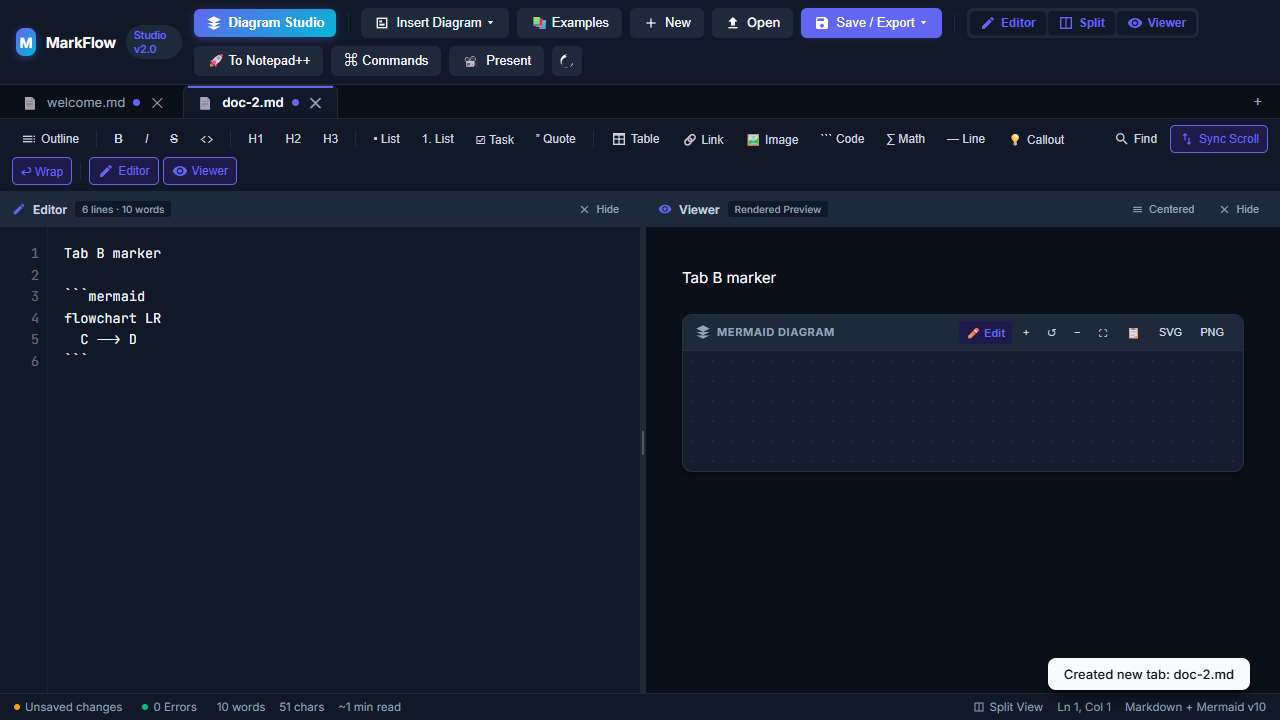 M MarkFlow Studio v2.0
Diagram Studio Insert Diagram Examples New Open Save / Export Editor Split Viewer
To Notepad++ ⌘ Commands Present
welcome.md doc-2.md +
Outline B I S <> H1 H2 H3 • List 1. List ☑ Task " Quote Table Link Image ``` Code ∑ Math — Line Callout Find Sync Scroll
↩ Wrap Editor Viewer
Editor 6 lines · 10 words Hide
Viewer Rendered Preview Centered Hide
1 Tab B marker
2
3 ```mermaid
4 flowchart LR
5 C --> D
6 ```
Tab B marker
MERMAID DIAGRAM Edit + ↺ − SVG PNG
Created new tab: doc-2.md
Unsaved changes 0 Errors 10 words 51 chars ~1 min read Split View Ln 1, Col 1 Markdown + Mermaid v10